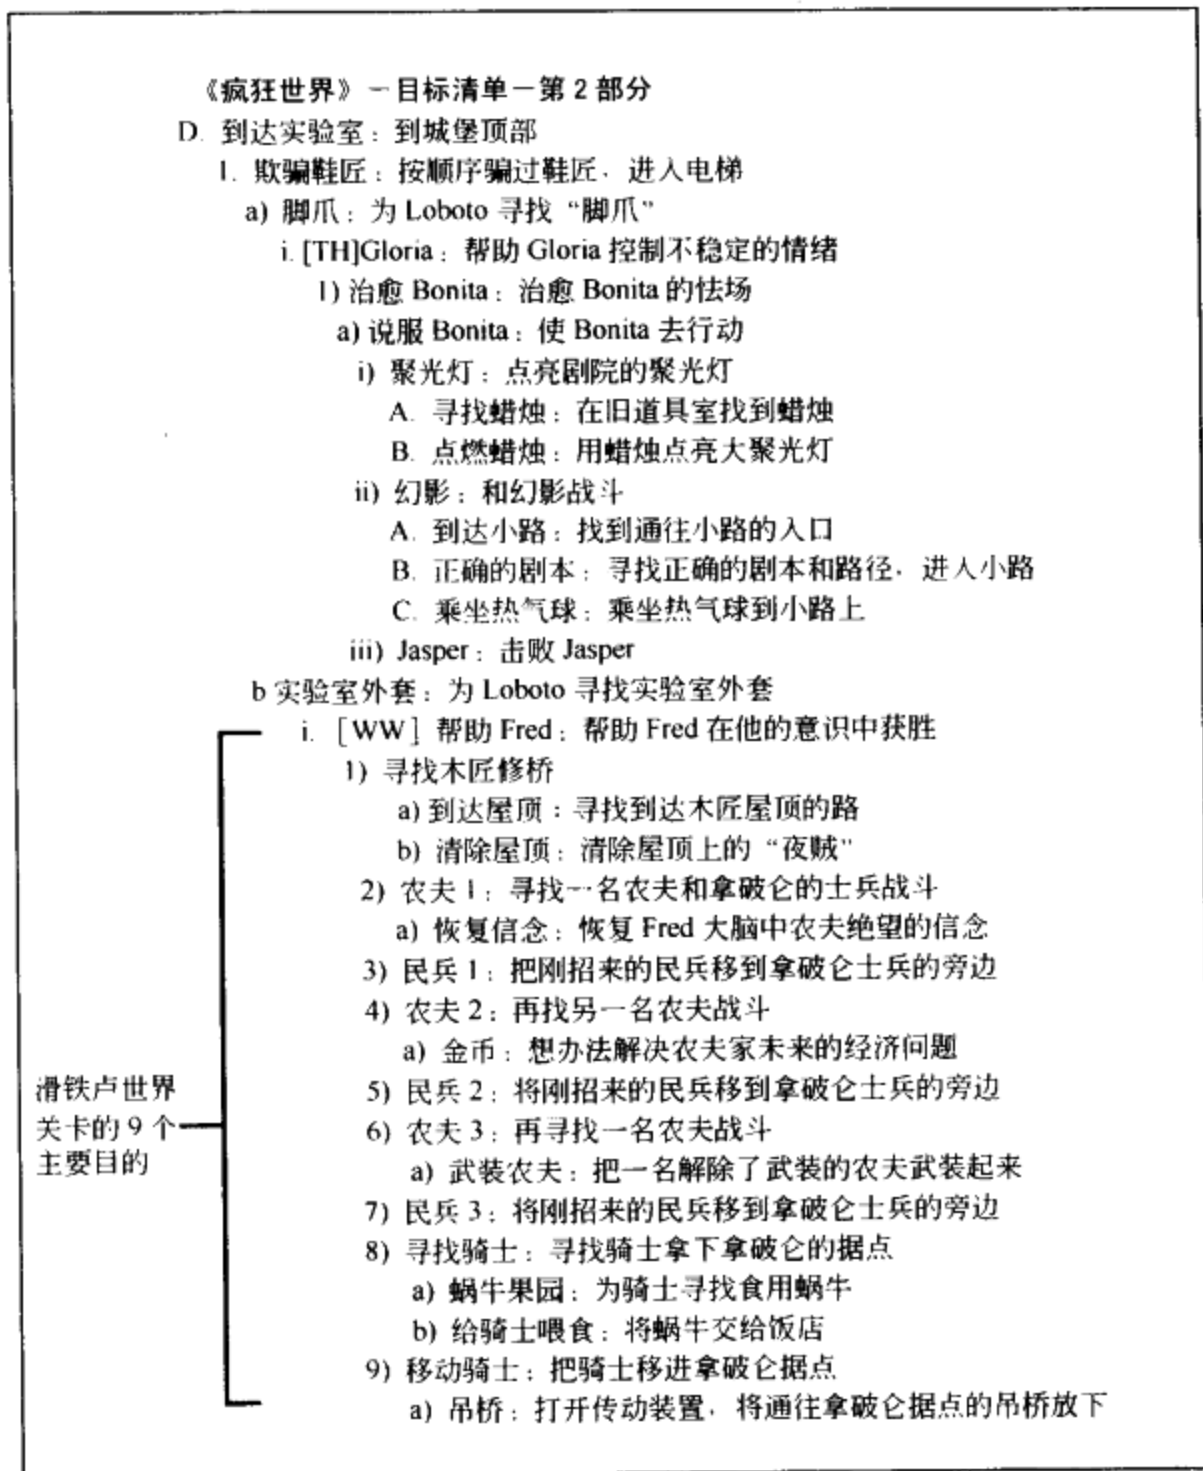 《疯狂世界》－目标清单－第2部分
D. 到达实验室：到城堡顶部
1. 欺骗鞋匠：按顺序骗过鞋匠，进入电梯
a) 脚爪：为 Loboto 寻找“脚爪”
i. [TH]Gloria：帮助 Gloria 控制不稳定的情绪
1) 治愈 Bonita：治愈 Bonita 的怯场
a) 说服 Bonita：使 Bonita 去行动
i) 聚光灯：点亮剧院的聚光灯
A. 寻找蜡烛：在旧道具室找到蜡烛
B. 点燃蜡烛：用蜡烛点亮大聚光灯
ii) 幻影：和幻影战斗
A. 到达小路：找到通往小路的入口
B. 正确的剧本：寻找正确的剧本和路径，进入小路
C. 乘坐热气球：乘坐热气球到小路上
iii) Jasper：击败 Jasper
b 实验室外套：为 Loboto 寻找实验室外套
i. [WW] 帮助 Fred：帮助 Fred 在他的意识中获胜
1) 寻找木匠修桥
a) 到达屋顶：寻找到达木匠屋顶的路
b) 清除屋顶：清除屋顶上的“夜贼”
2) 农夫1：寻找一名农夫和拿破仑的士兵战斗
a) 恢复信念：恢复 Fred 大脑中农夫绝望的信念
3) 民兵1：把刚招来的民兵移到拿破仑士兵的旁边
4) 农夫2：再找另一名农夫战斗
a) 金币：想办法解决农夫家未来的经济问题
5) 民兵2：将刚招来的民兵移到拿破仑士兵的旁边
6) 农夫3：再寻找一名农夫战斗
a) 武装农夫：把一名解除了武装的农夫武装起来
7) 民兵3：将刚招来的民兵移到拿破仑士兵的旁边
8) 寻找骑士：寻找骑士拿下拿破仑的据点
a) 蜗牛果园：为骑士寻找食用蜗牛
b) 给骑士喂食：将蜗牛交给饭店
9) 移动骑士：把骑士移进拿破仑据点
a) 吊桥：打开传动装置，将通往拿破仑据点的吊桥放下
滑铁卢世界
关卡的9个
主要目的